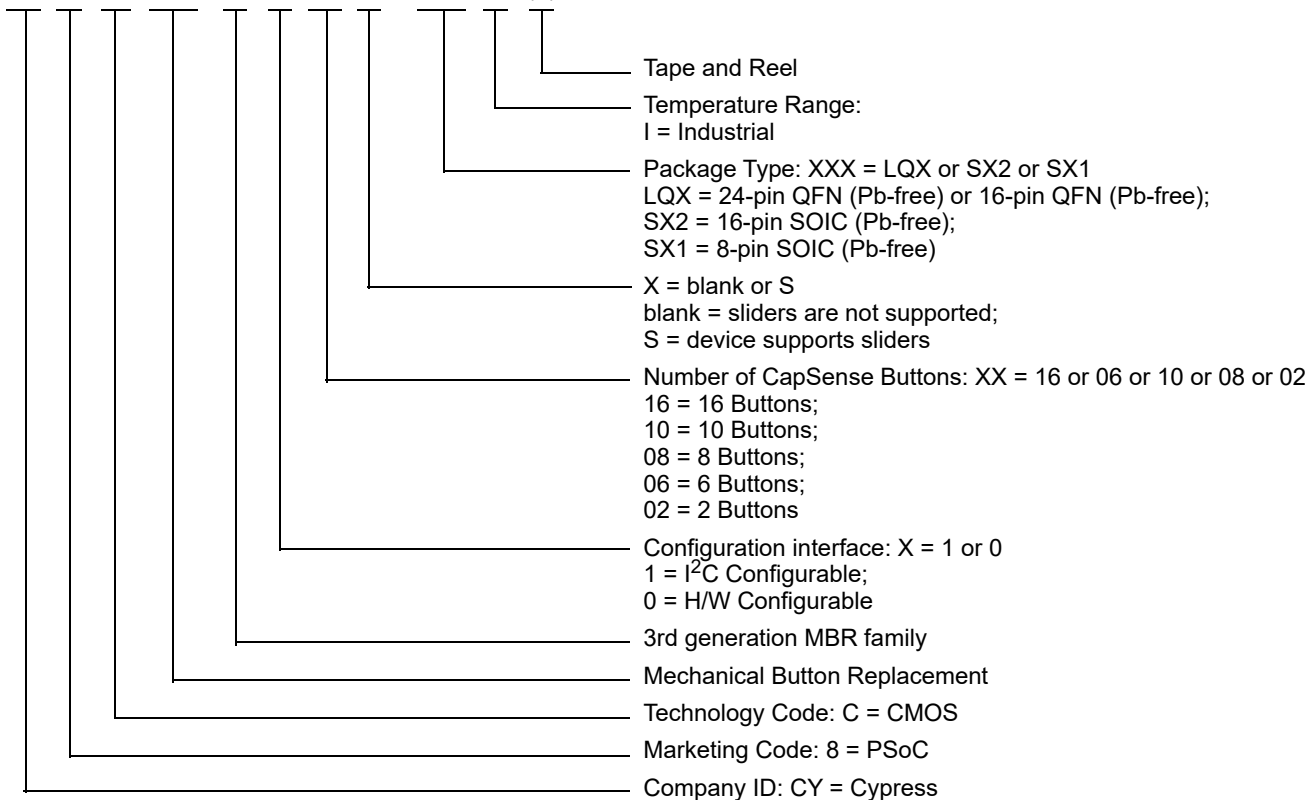 Tape and Reel
Temperature Range:
I = Industrial
Package Type: XXX = LQX or SX2 or SX1
LQX = 24-pin QFN (Pb-free) or 16-pin QFN (Pb-free);
SX2 = 16-pin SOIC (Pb-free);
SX1 = 8-pin SOIC (Pb-free)
X = blank or S
blank = sliders are not supported;
S = device supports sliders
Number of CapSense Buttons: XX = 16 or 06 or 10 or 08 or 02
16 = 16 Buttons;
10 = 10 Buttons;
08 = 8 Buttons;
06 = 6 Buttons;
02 = 2 Buttons
Configuration interface: X = 1 or 0
1 = I²C Configurable;
0 = H/W Configurable
3rd generation MBR family
Mechanical Button Replacement
Technology Code: C = CMOS
Marketing Code: 8 = PSoC
Company ID: CY = Cypress